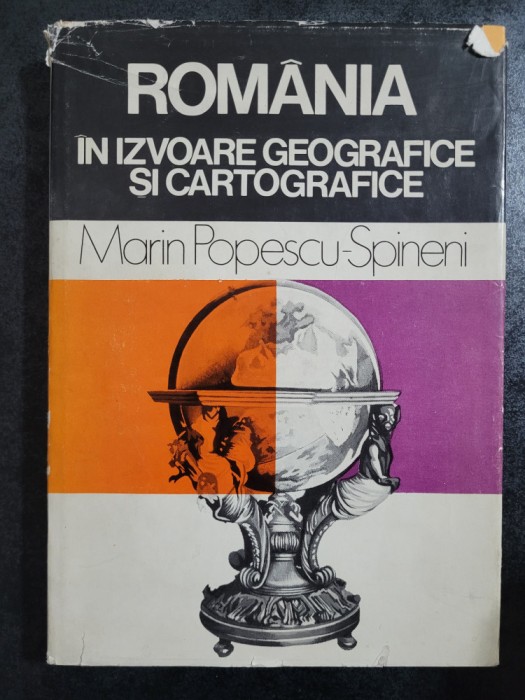 ROMÂNIA
ÎN IZVOARE GEOGRAFICE
ȘI CARTOGRAFICE
Marin Popescu-Spineni